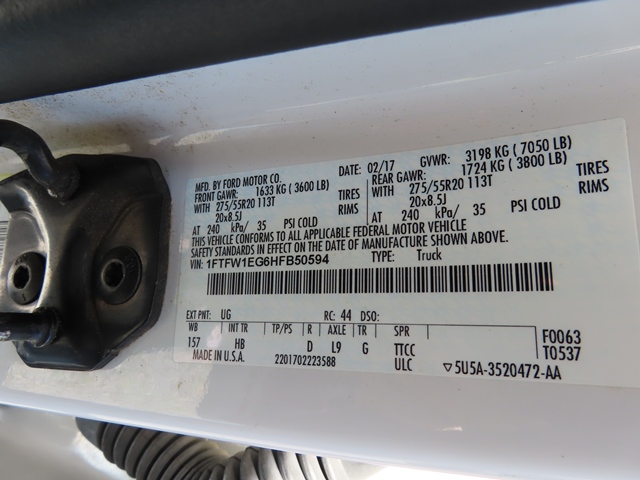 MFD. BY FORD MOTOR CO. DATE: 02/17 GVWR: 3198 KG ( 7050 LB)
FRONT GAWR: 1633 KG ( 3600 LB) REAR GAWR: 1724 KG ( 3800 LB)
WITH 275/55R20 113T TIRES WITH 275/55R20 113T TIRES
20x8.5J RIMS 20x8.5J RIMS
AT 240 kPa/ 35 PSI COLD AT 240 kPa/ 35 PSI COLD
THIS VEHICLE CONFORMS TO ALL APPLICABLE FEDERAL MOTOR VEHICLE
SAFETY STANDARDS IN EFFECT ON THE DATE OF MANUFACTURE SHOWN ABOVE.
VIN: 1FTFW1EG6HFB50594 TYPE: Truck
EXT PNT: UG RC: 44 DSO:
WB INT TR TP/PS R AXLE TR SPR F0063
157 HB D L9 G TTCC T0537
MADE IN U.S.A. 2201702223588 ULC ▽5U5A-3520472-AA